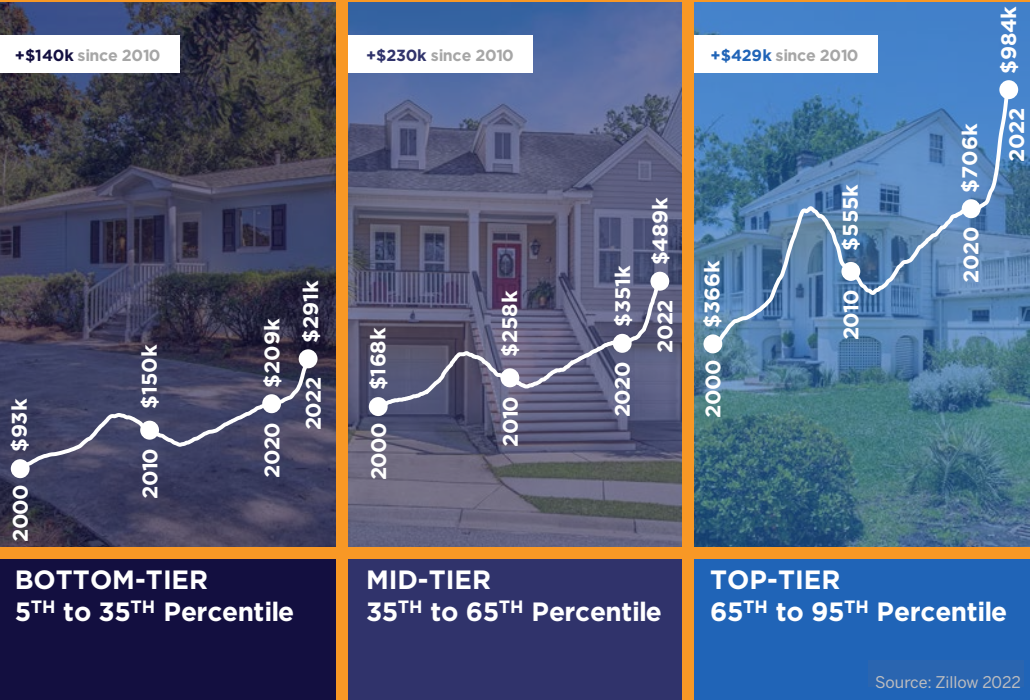 +$140k since 2010
$93k
2000
$150k
2010
$209k
2020
$291k
2022
BOTTOM-TIER
5TH to 35TH Percentile
+$230k since 2010
$168k
2000
$258k
2010
$351k
2020
$489k
2022
MID-TIER
35TH to 65TH Percentile
+$429k since 2010
$366k
2000
$555k
2010
$706k
2020
$984k
2022
TOP-TIER
65TH to 95TH Percentile
Source: Zillow 2022